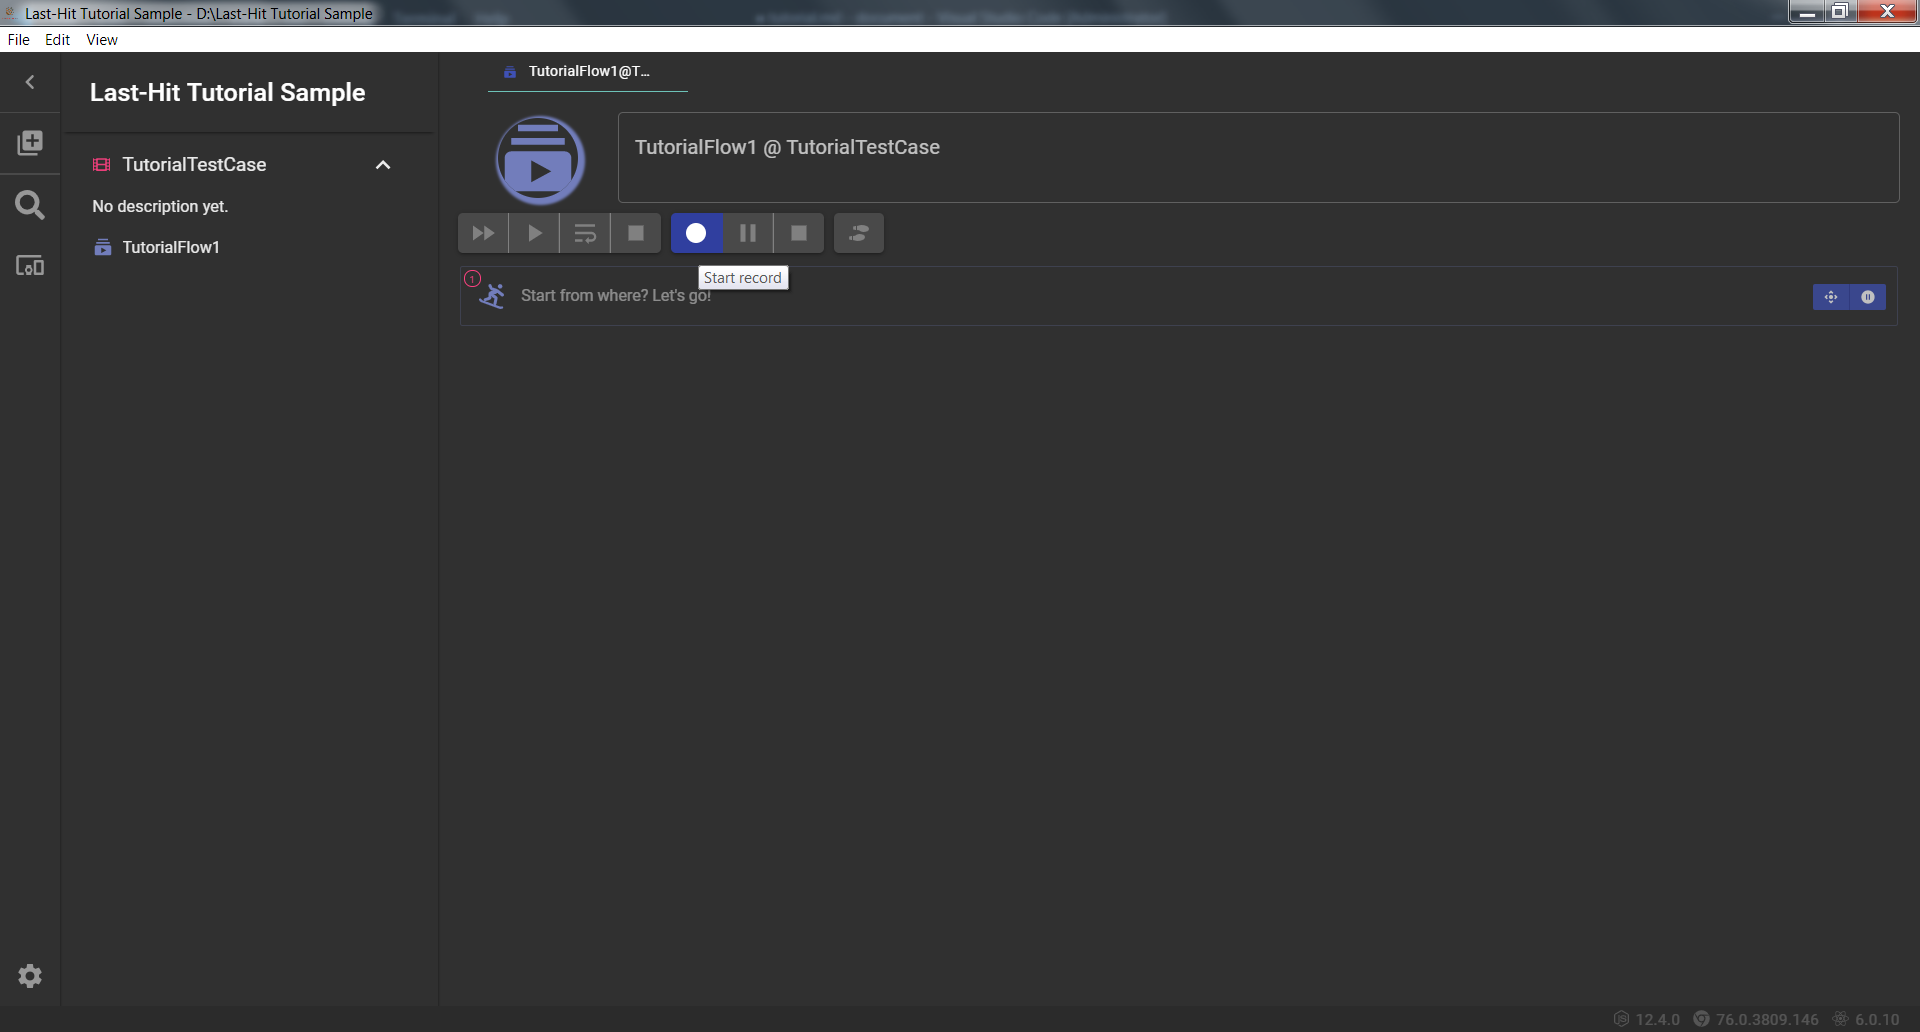 Last-Hit Tutorial Sample - D:\Last-Hit Tutorial Sample
File Edit View
Last-Hit Tutorial Sample
TutorialTestCase
No description yet.
TutorialFlow1
TutorialFlow1@T...
TutorialFlow1 @ TutorialTestCase
Start record
1
Start from where? Let's go!
12.4.0 76.0.3809.146 6.0.10